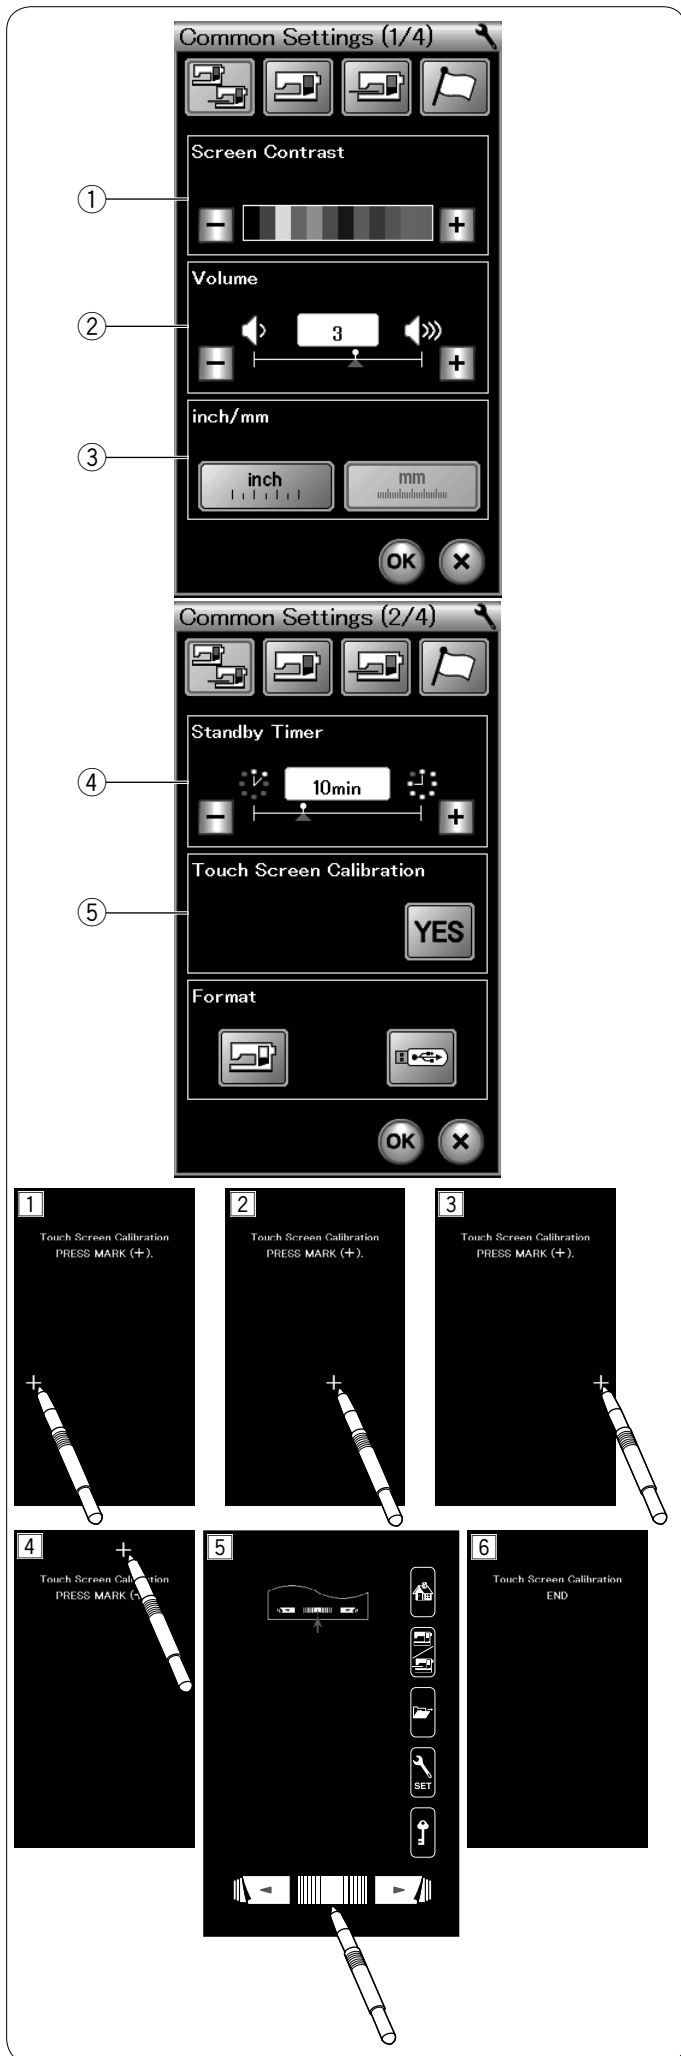 Common Settings (1/4)
Screen Contrast
①
− +
Volume
②
3
− +
inch/mm
③
inch mm
OK ×
Common Settings (2/4)
Standby Timer
④
10min
− +
Touch Screen Calibration
⑤
YES
Format
OK ×
1
Touch Screen Calibration
PRESS MARK (+).
2
Touch Screen Calibration
PRESS MARK (+).
3
Touch Screen Calibration
PRESS MARK (+).
4
Touch Screen
PRESS MARK
5
SET
6
Touch Screen Calibration
END